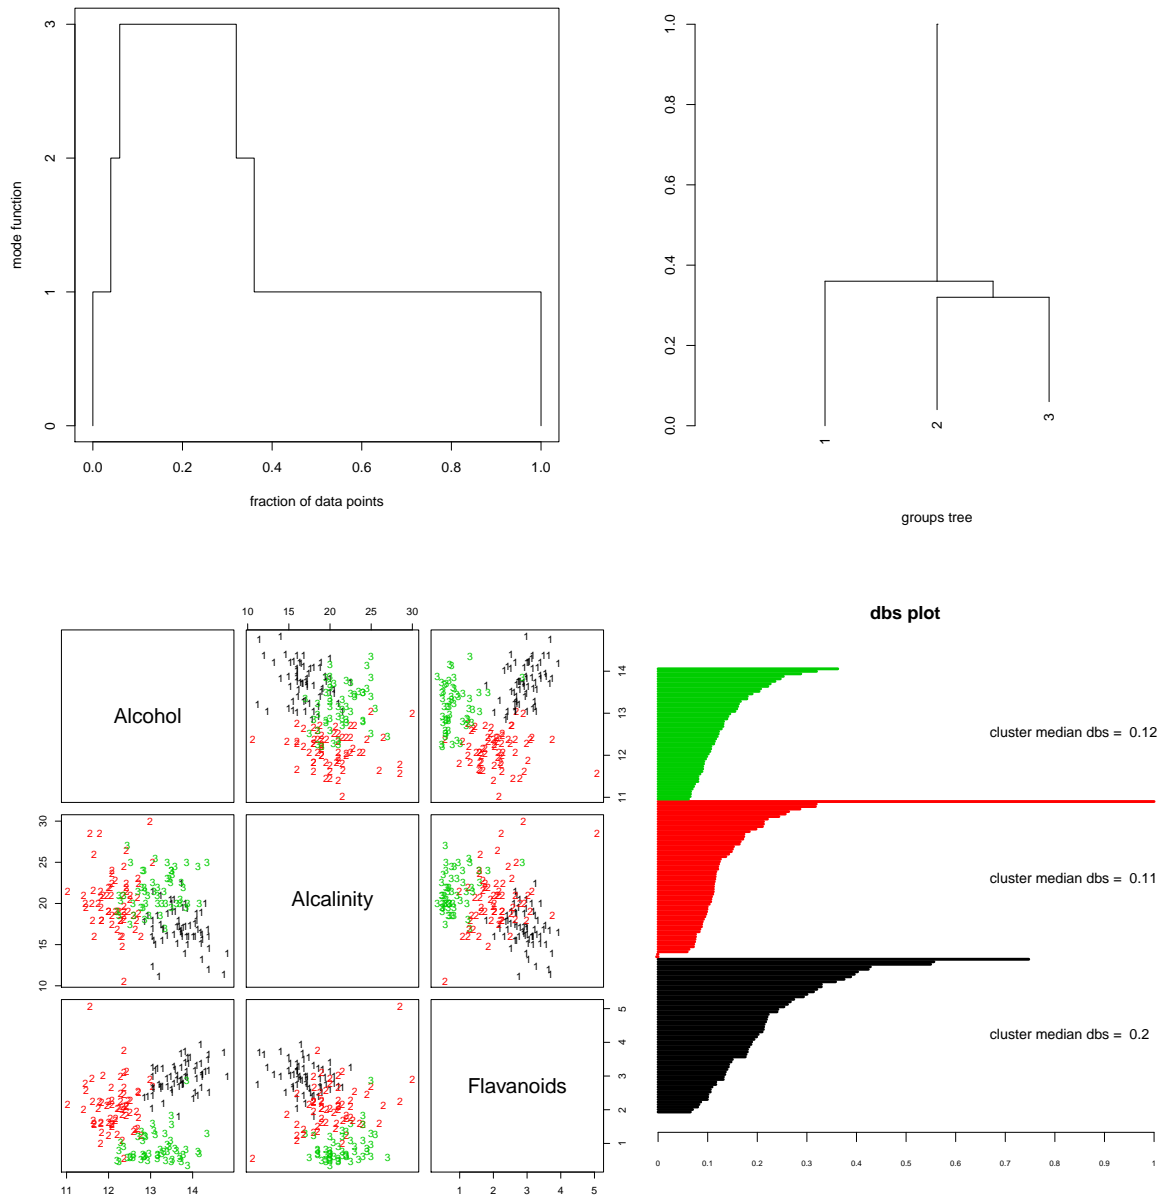 mode function
0 1 2 3
0.0 0.2 0.4 0.6 0.8 1.0
fraction of data points
0.0 0.2 0.4 0.6 0.8 1.0
1 2 3
groups tree
10 15 20 25 30
Alcohol
11 12 13 14
10 15 20 25 30
Alcalinity
Flavanoids
1 2 3 4 5
11 12 13 14
1 2 3 4 5
dbs plot
cluster median dbs = 0.12
cluster median dbs = 0.11
cluster median dbs = 0.2
0 0.1 0.2 0.3 0.4 0.5 0.6 0.7 0.8 0.9 1